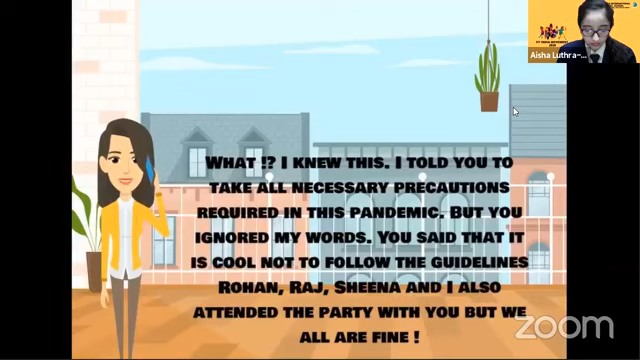 Aisha Luthra-...
What !? I knew this. I told you to
take all necessary precautions
required in this pandemic. But you
ignored my words. You said that it
is cool not to follow the guidelines
Rohan, Raj, Sheena and I also
attended the party with you but we
all are fine !
zoom